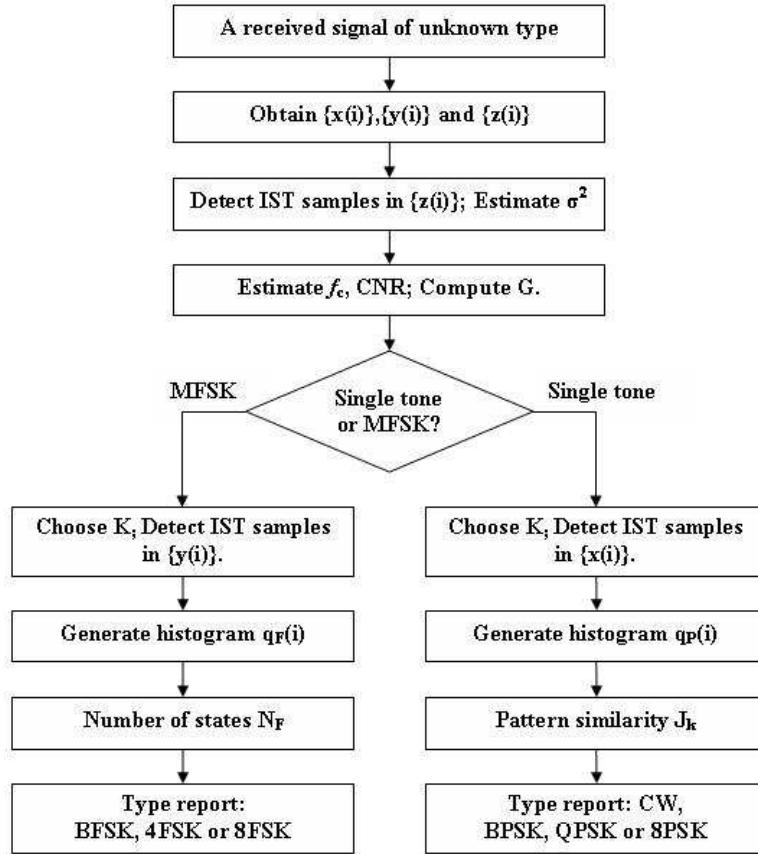 A received signal of unknown type
Obtain {x(i)},{y(i)} and {z(i)}
Detect IST samples in {z(i)}; Estimate σ²
Estimate fc, CNR; Compute G.
MFSK
Single tone
or MFSK?
Single tone
Choose K; Detect IST samples
in {y(i)}.
Generate histogram qF(i)
Number of states NF
Type report:
BFSK, 4FSK or 8FSK
Choose K; Detect IST samples
in {x(i)}.
Generate histogram qP(i)
Pattern similarity Jk
Type report: CW,
BPSK, QPSK or 8PSK